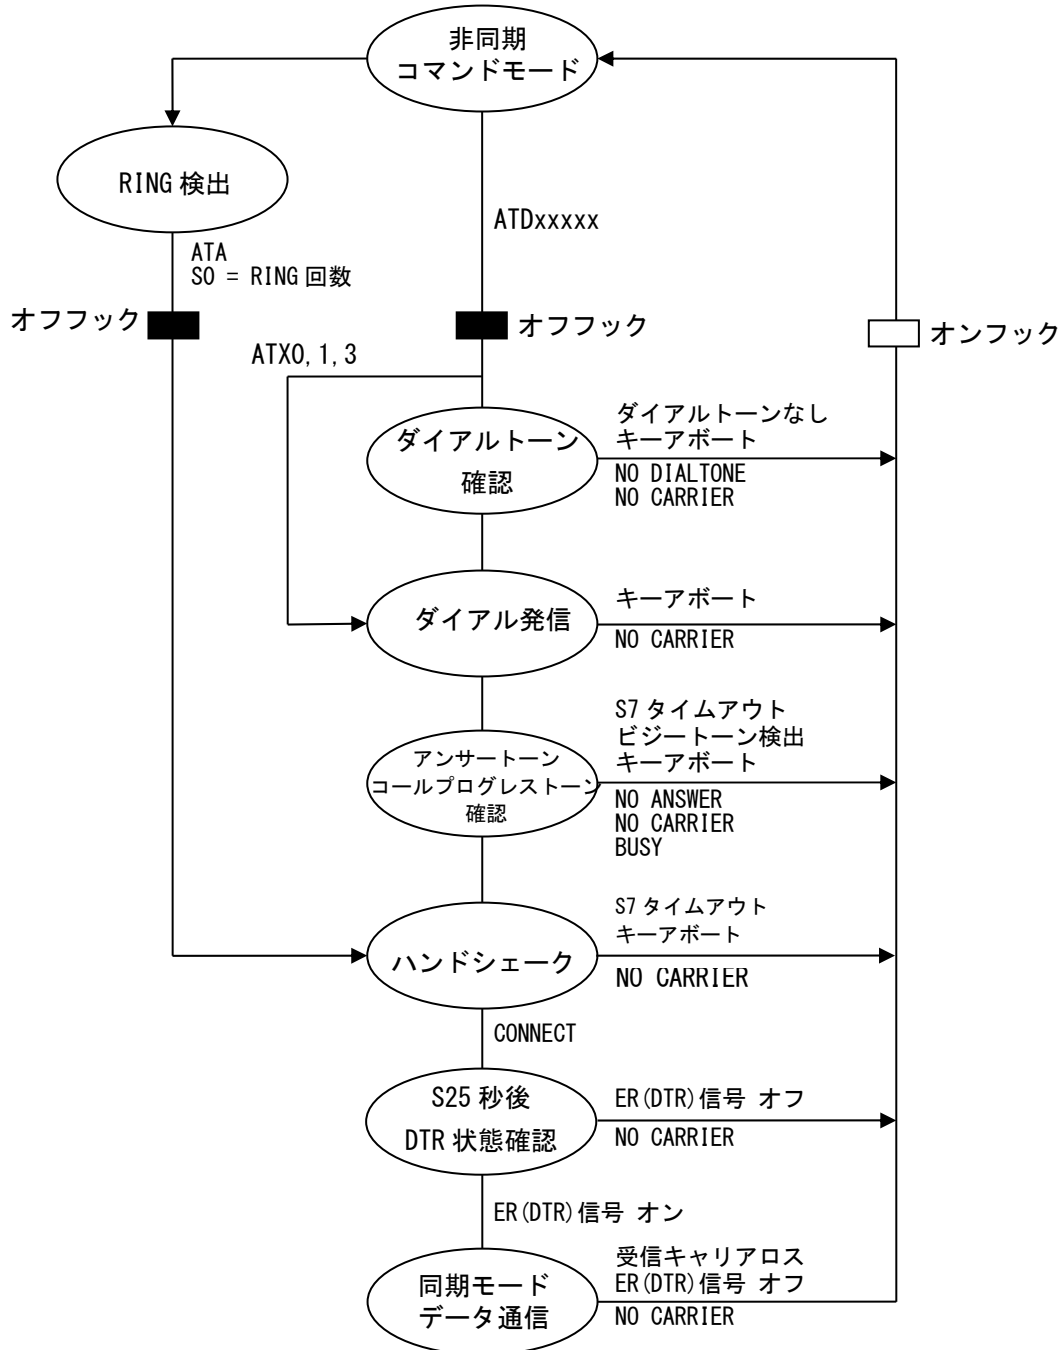 非同期
コマンドモード
RING 検出
ATDxxxxx
ATA
S0 = RING 回数
オフフック
オフフック
オンフック
ATX0,1,3
ダイアルトーン
確認
ダイアルトーンなし
キーアボート
NO DIALTONE
NO CARRIER
ダイアル発信
キーアボート
NO CARRIER
アンサートーン
コールプログレストーン
確認
S7 タイムアウト
ビジートーン検出
キーアボート
NO ANSWER
NO CARRIER
BUSY
ハンドシェーク
S7 タイムアウト
キーアボート
NO CARRIER
CONNECT
S25 秒後
DTR 状態確認
ER(DTR)信号 オフ
NO CARRIER
ER(DTR)信号 オン
同期モード
データ通信
受信キャリアロス
ER(DTR)信号 オフ
NO CARRIER